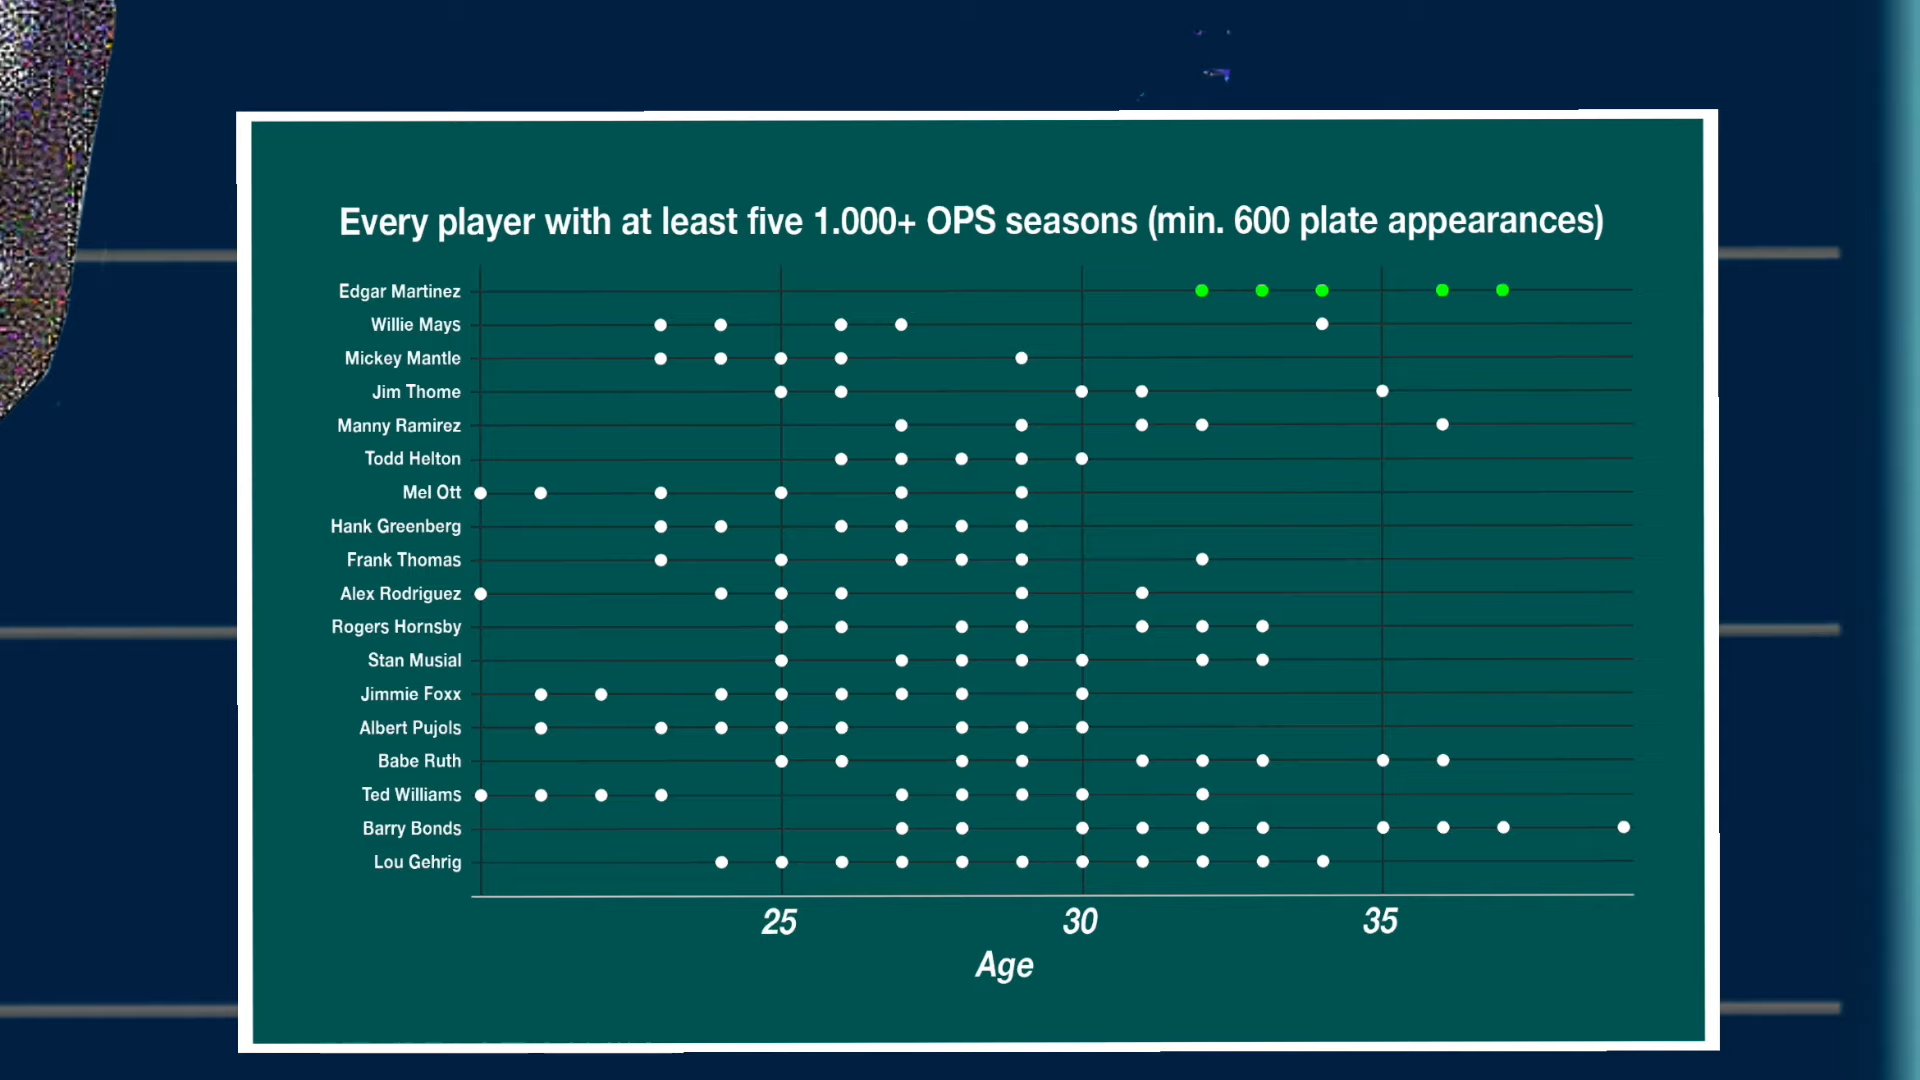 Every player with at least five 1.000+ OPS seasons (min. 600 plate appearances)
Edgar Martinez
Willie Mays
Mickey Mantle
Jim Thome
Manny Ramirez
Todd Helton
Mel Ott
Hank Greenberg
Frank Thomas
Alex Rodriguez
Rogers Hornsby
Stan Musial
Jimmie Foxx
Albert Pujols
Babe Ruth
Ted Williams
Barry Bonds
Lou Gehrig
25 30 35
Age